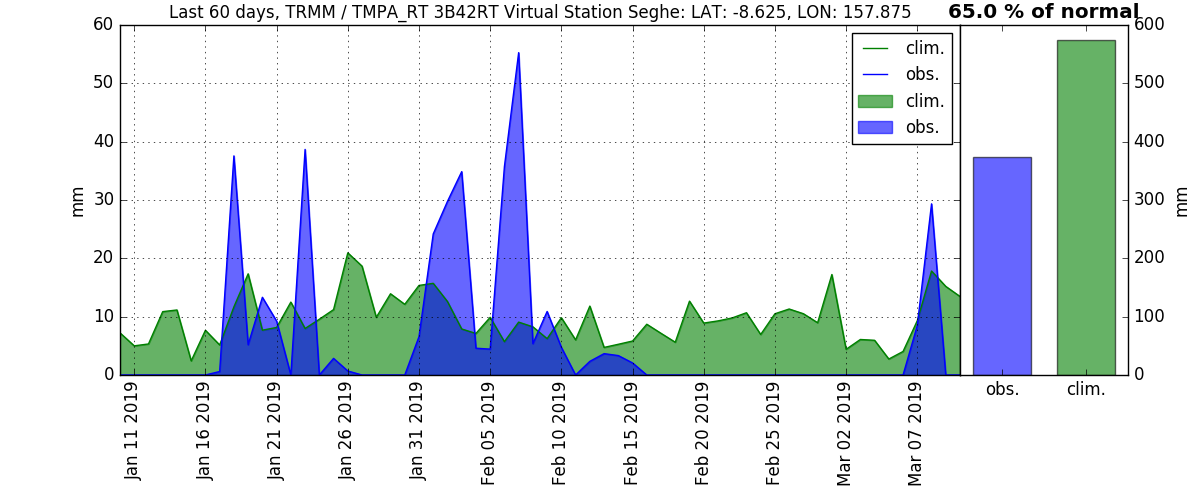 Last 60 days, TRMM / TMPA_RT 3B42RT Virtual Station Seghe: LAT: -8.625, LON: 157.875
65.0 % of normal
60
50
40
30
20
10
0
mm
clim.
obs.
clim.
obs.
600
500
400
300
200
100
0
mm
obs.
clim.
Jan 11 2019
Jan 16 2019
Jan 21 2019
Jan 26 2019
Jan 31 2019
Feb 05 2019
Feb 10 2019
Feb 15 2019
Feb 20 2019
Feb 25 2019
Mar 02 2019
Mar 07 2019